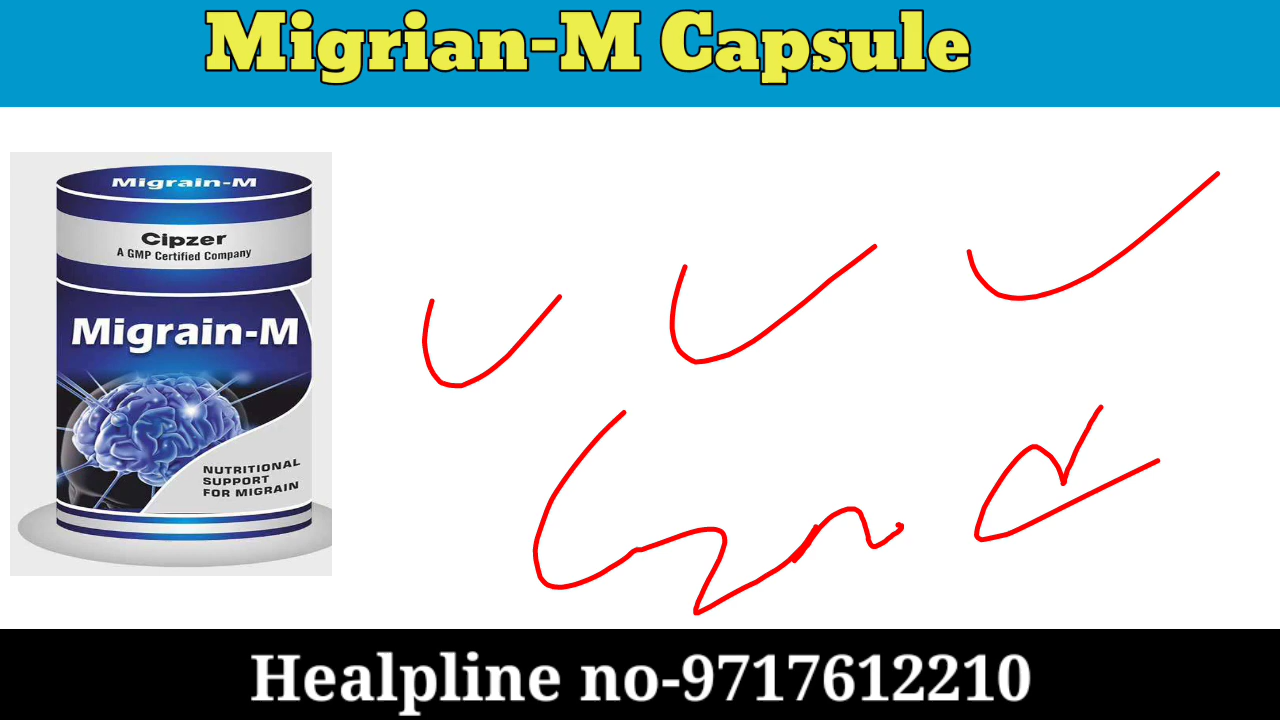 Migrian-M Capsule
Migrain-M
Cipzer
A GMP Certified Company
Migrain-M
NUTRITIONAL
SUPPORT
FOR MIGRAIN
Healpline no-9717612210